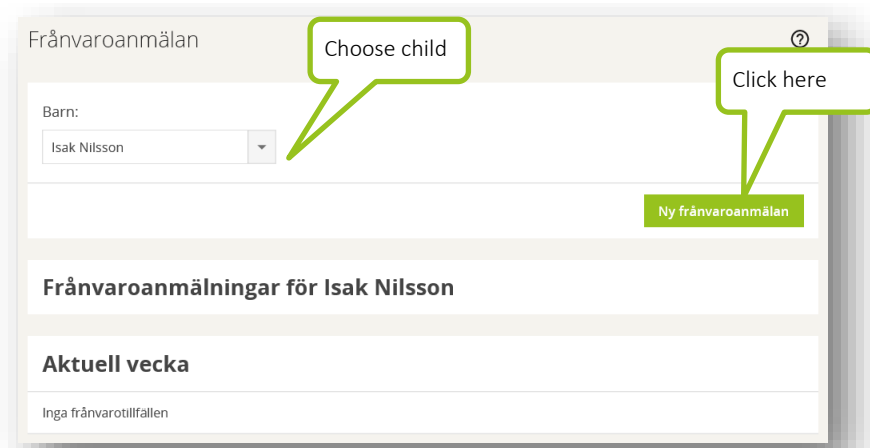 Frånvaroanmälan
Choose child
Click here
Barn:
Isak Nilsson
Ny frånvaroanmälan
Frånvaroanmälningar för Isak Nilsson
Aktuell vecka
Inga frånvarotillfällen